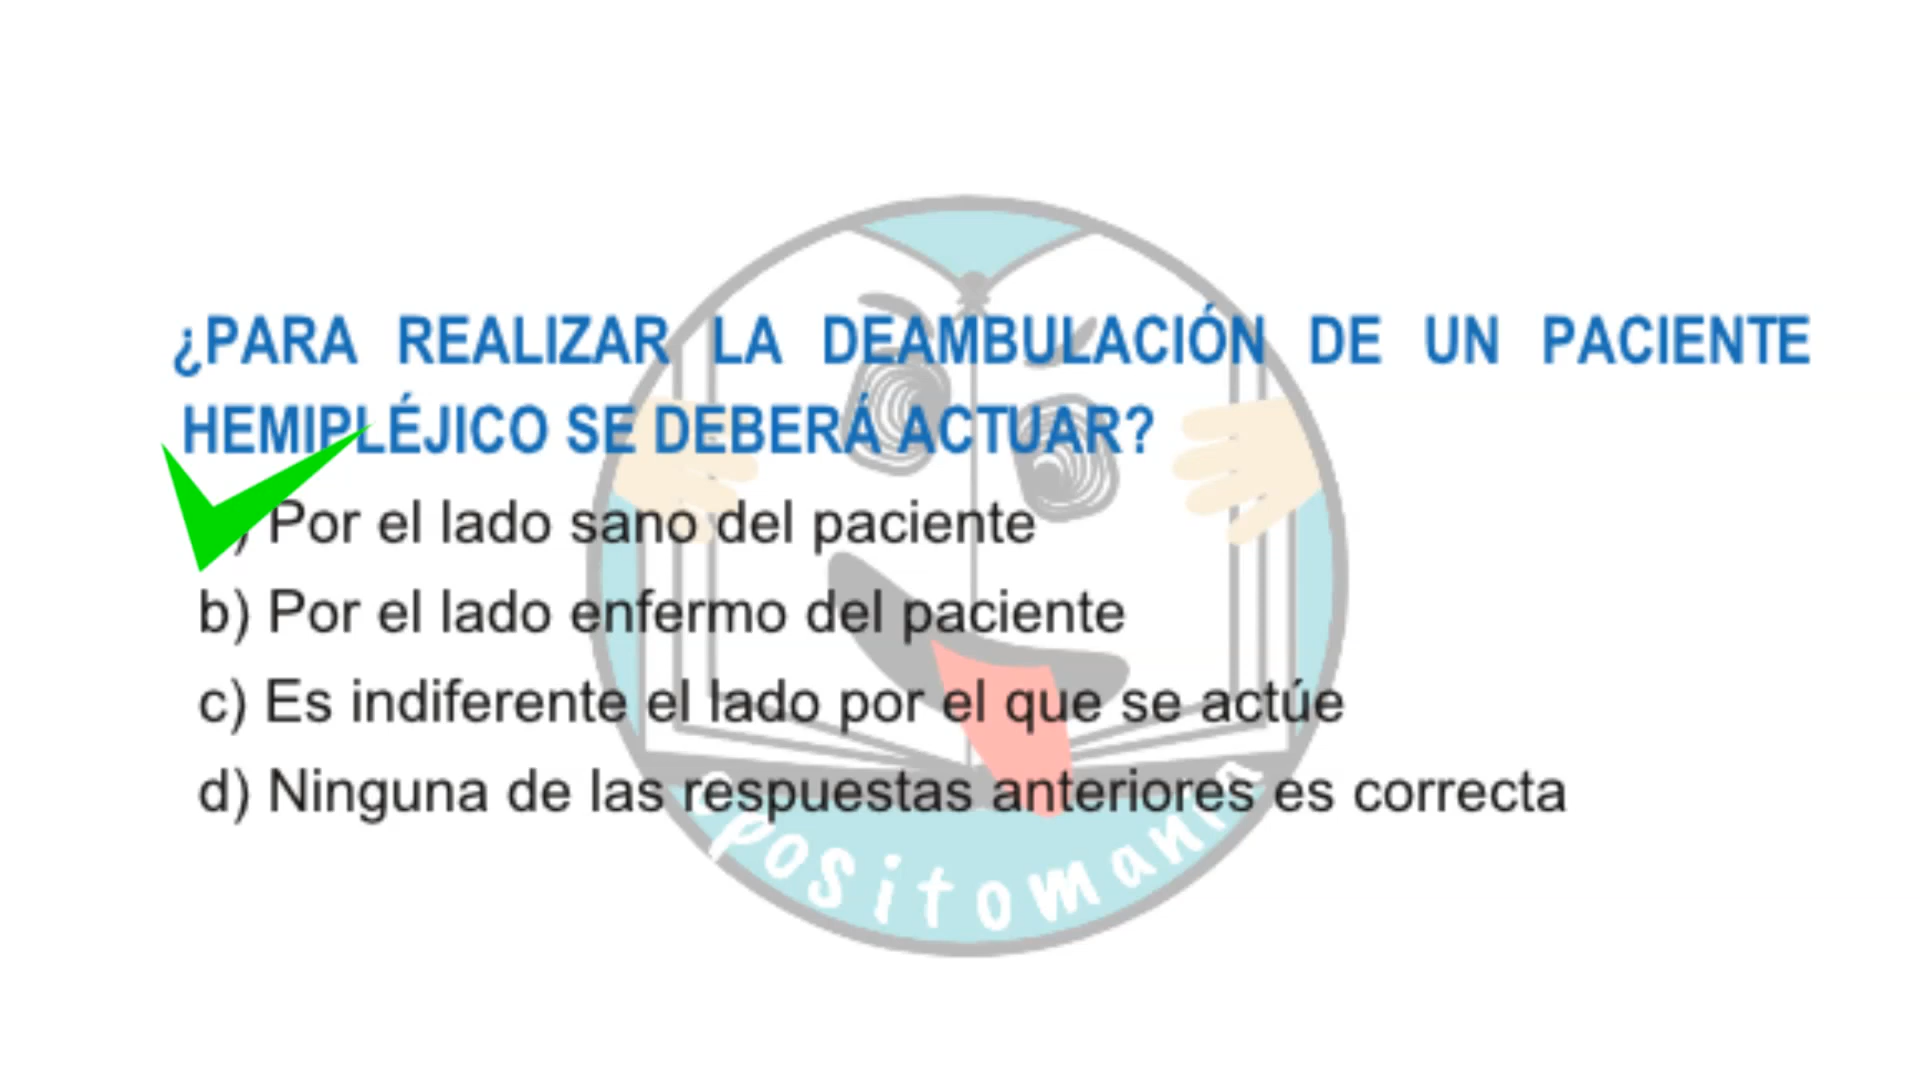 ¿PARA REALIZAR LA DEAMBULACIÓN DE UN PACIENTE
HEMIPLÉJICO SE DEBERÁ ACTUAR?
) Por el lado sano del paciente
b) Por el lado enfermo del paciente
c) Es indiferente el lado por el que se actúe
d) Ninguna de las respuestas anteriores es correcta
opositomanía